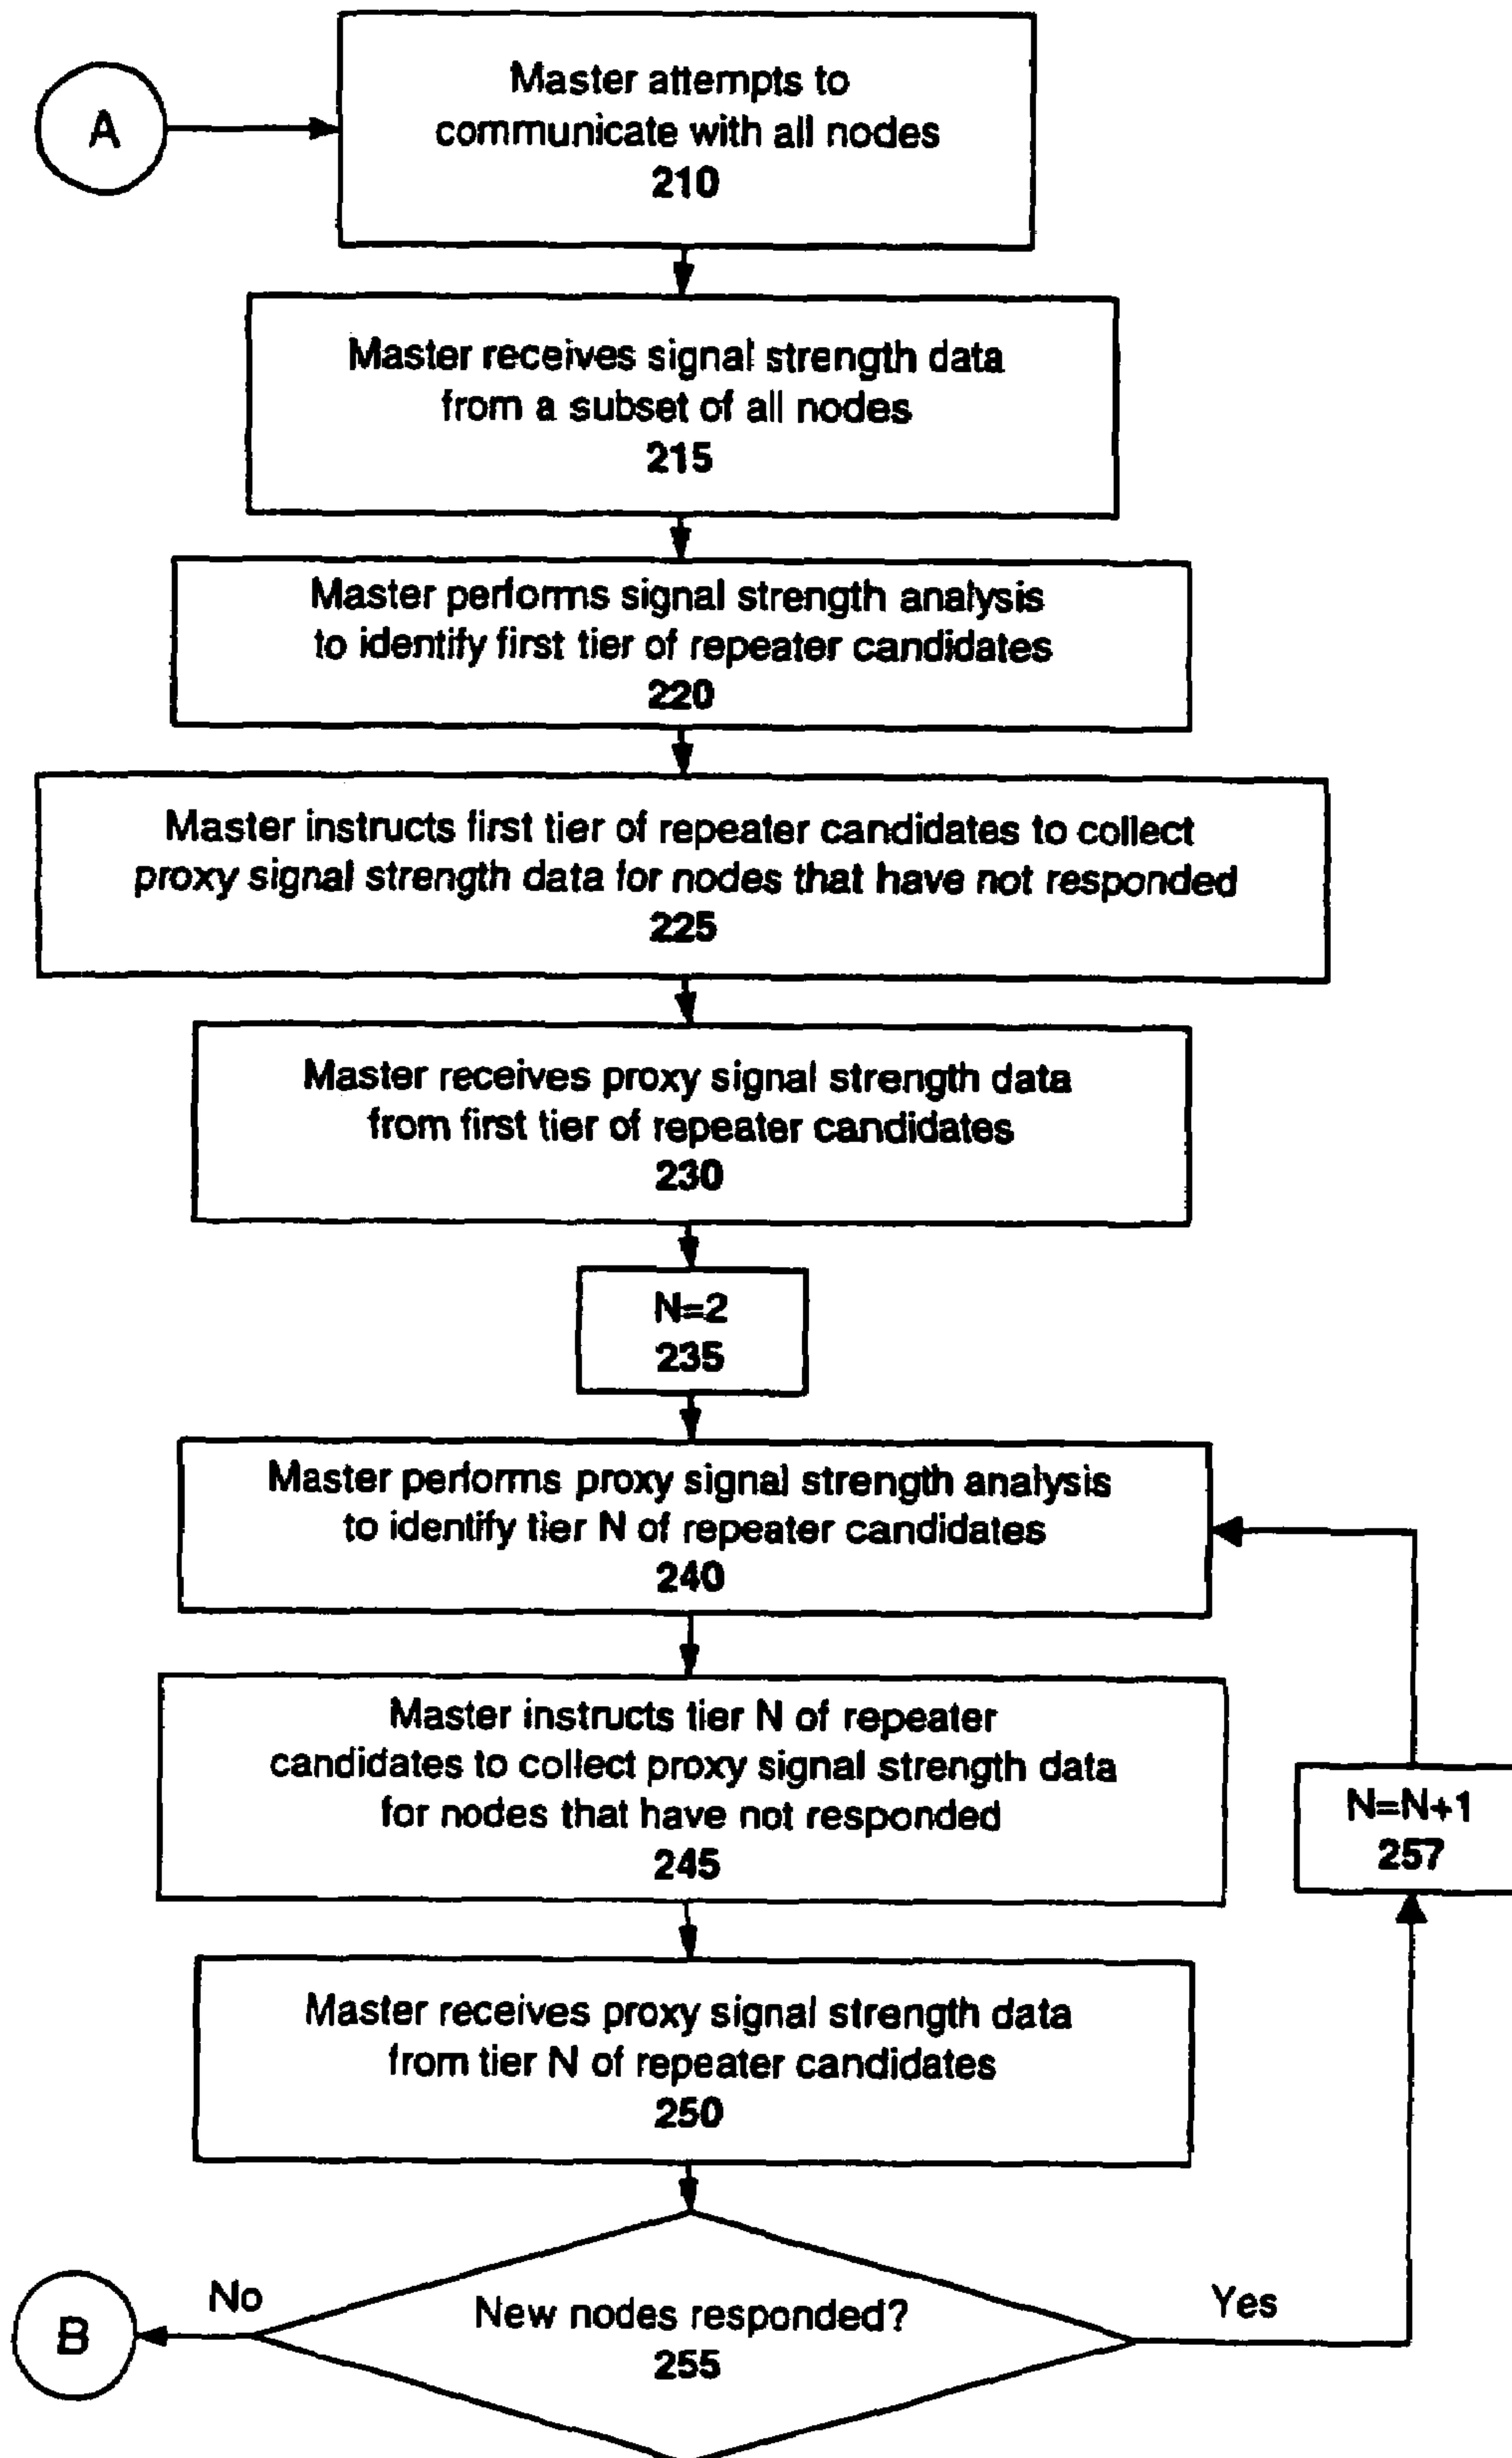 A
Master attempts to
communicate with all nodes
210
Master receives signal strength data
from a subset of all nodes
215
Master performs signal strength analysis
to identify first tier of repeater candidates
220
Master instructs first tier of repeater candidates to collect
proxy signal strength data for nodes that have not responded
225
Master receives proxy signal strength data
from first tier of repeater candidates
230
N=2
235
Master performs proxy signal strength analysis
to identify tier N of repeater candidates
240
Master instructs tier N of repeater
candidates to collect proxy signal strength data
for nodes that have not responded
245
N=N+1
257
Master receives proxy signal strength data
from tier N of repeater candidates
250
New nodes responded?
255
No
Yes
B